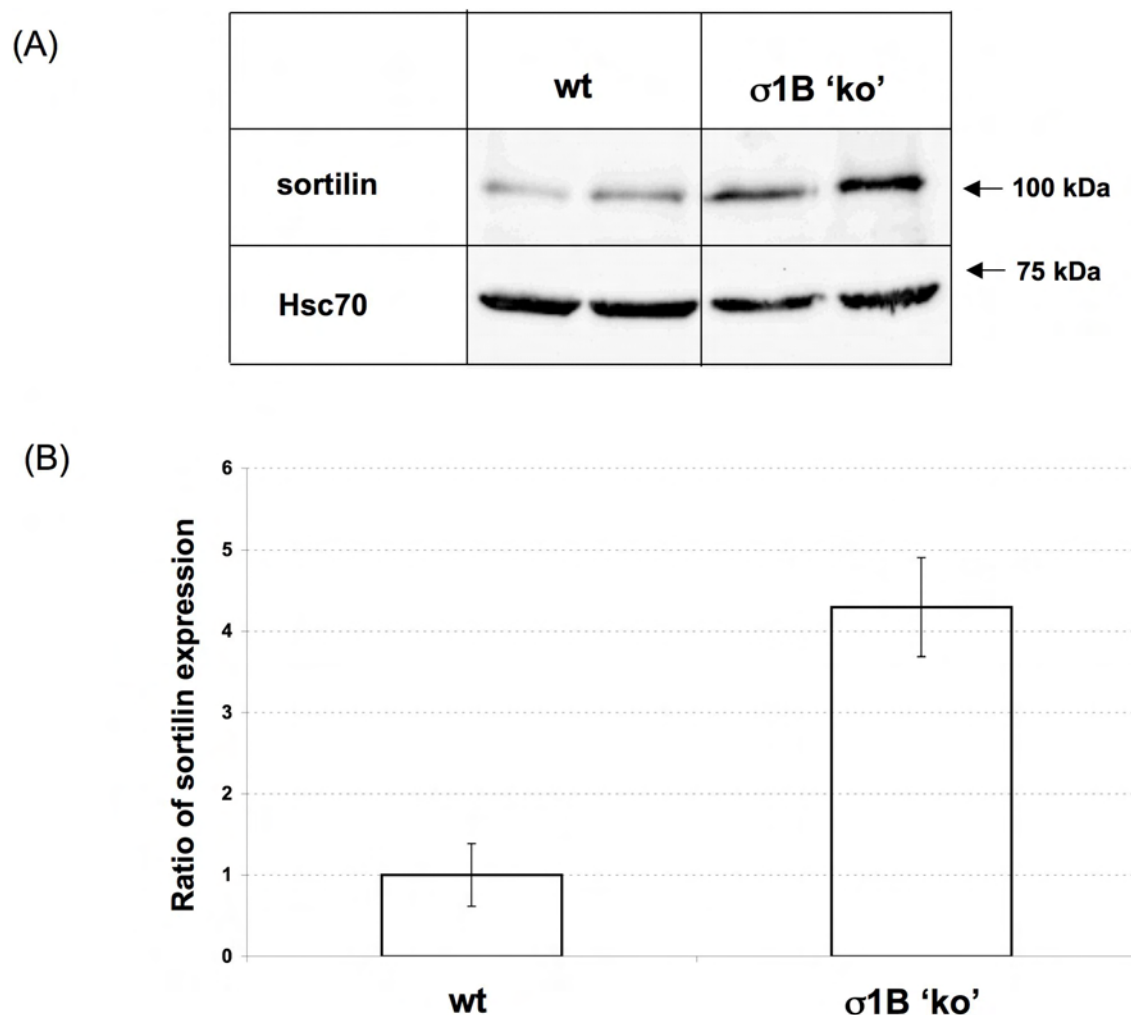 (A)
wt
σ1B ‘ko’
sortilin
100 kDa
75 kDa
Hsc70
(B)
Ratio of sortilin expression
6
5
4
3
2
1
0
wt
σ1B ‘ko’